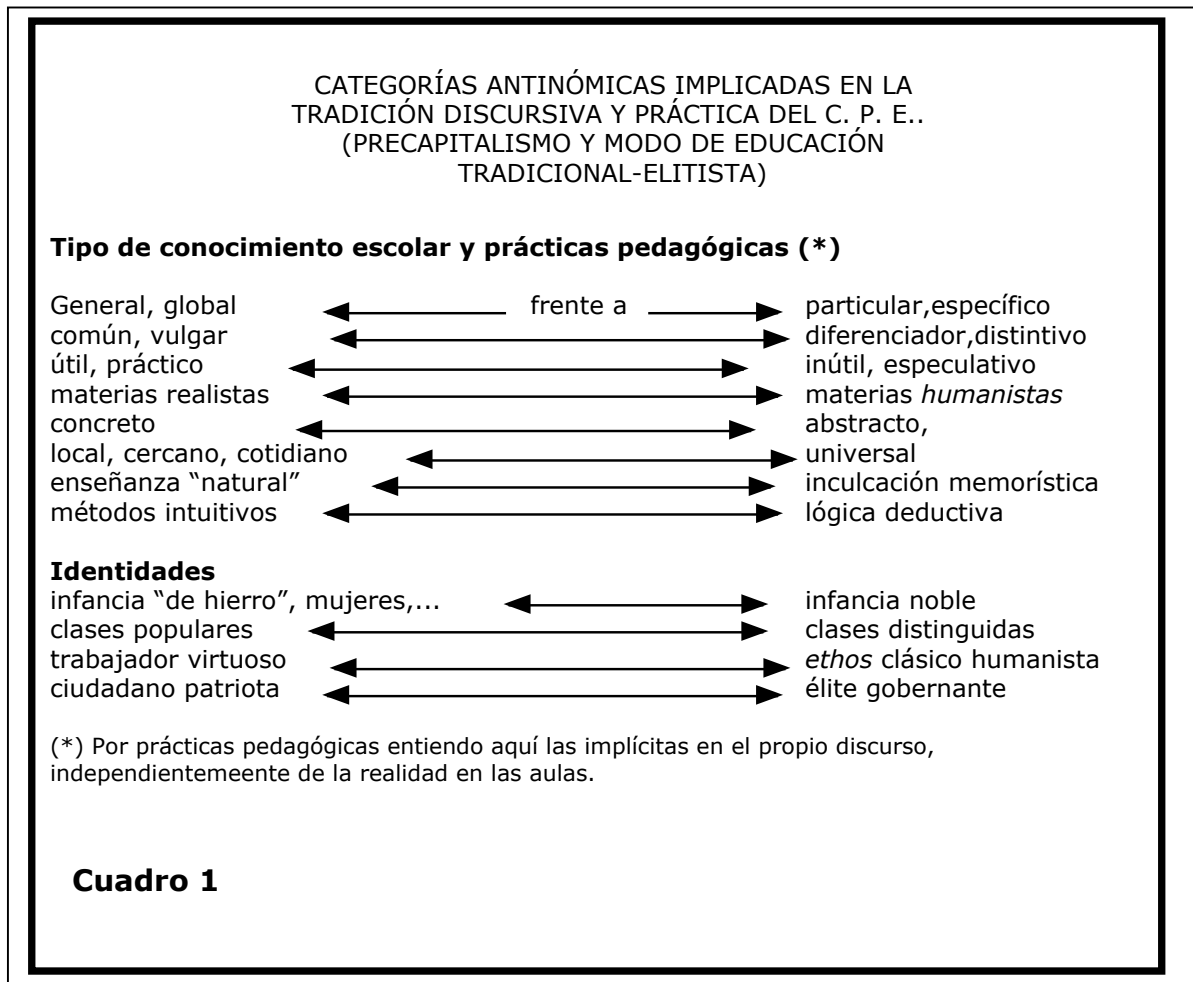 CATEGORÍAS ANTINÓMICAS IMPLICADAS EN LA
TRADICIÓN DISCURSIVA Y PRÁCTICA DEL C. P. E..
(PRECAPITALISMO Y MODO DE EDUCACIÓN
TRADICIONAL-ELITISTA)
Tipo de conocimiento escolar y prácticas pedagógicas (*)
General, global frente a particular,específico
común, vulgar diferenciador,distintivo
útil, práctico inútil, especulativo
materias realistas materias humanistas
concreto abstracto,
local, cercano, cotidiano universal
enseñanza “natural” inculcación memorística
métodos intuitivos lógica deductiva
Identidades
infancia “de hierro”, mujeres,... infancia noble
clases populares clases distinguidas
trabajador virtuoso ethos clásico humanista
ciudadano patriota élite gobernante
(*) Por prácticas pedagógicas entiendo aquí las implícitas en el propio discurso,
independientemeente de la realidad en las aulas.
Cuadro 1